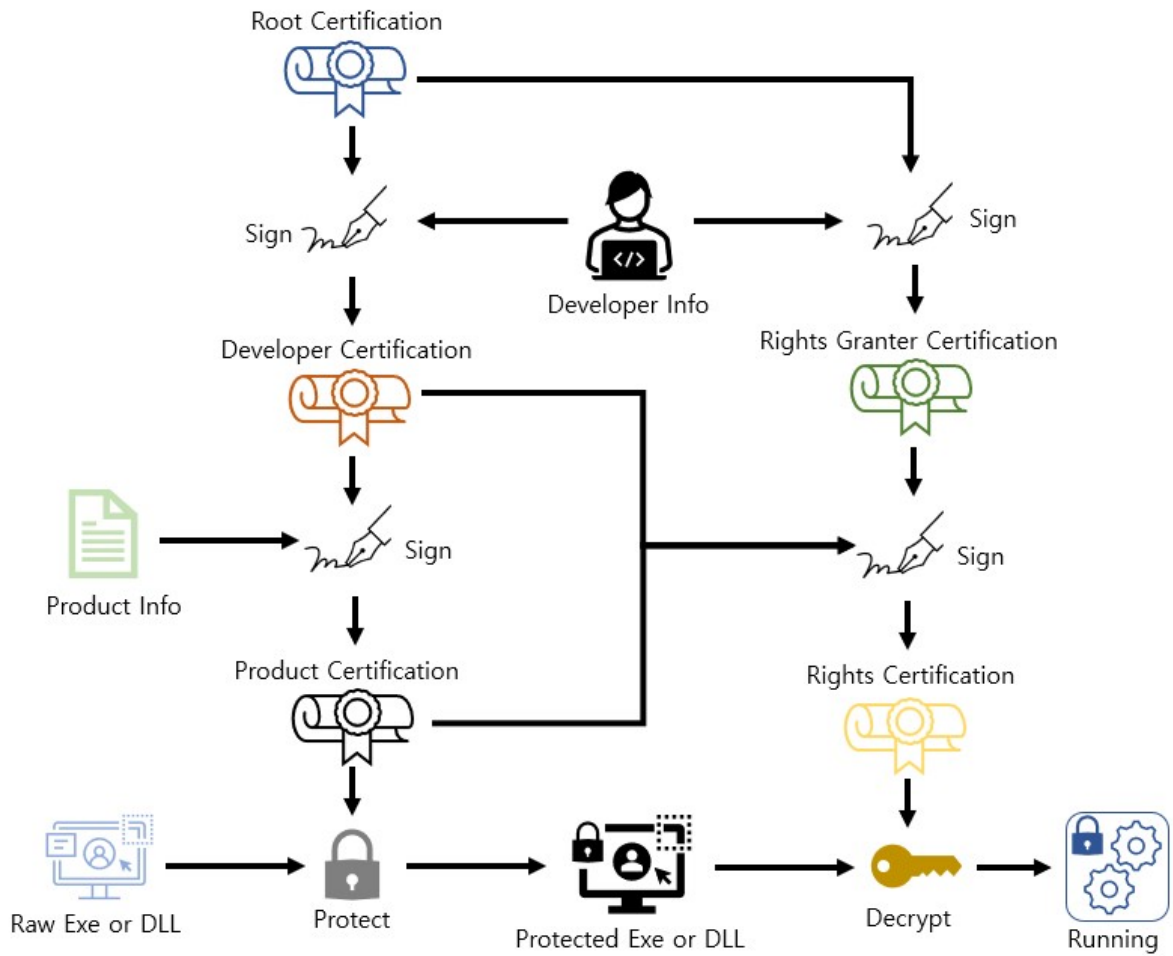 Root Certification
Sign
Sign
</>
Developer Info
Developer Certification
Rights Granter Certification
Sign
Sign
Product Info
Product Certification
Rights Certification
Raw Exe or DLL
Protect
Protected Exe or DLL
Decrypt
Running